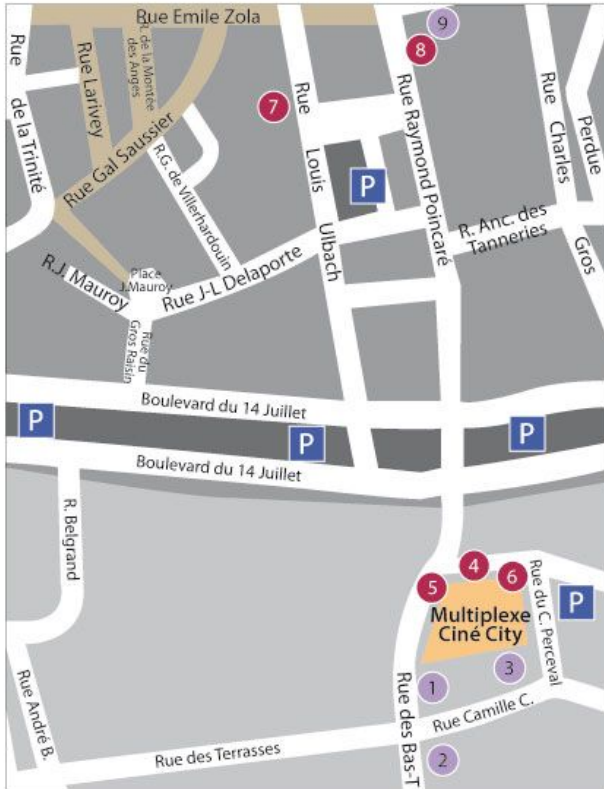 Rue Emile Zola
9
8
Rue
de la Trinité
Rue Larivey
R. de la Montée
des Anges
Rue Gal Saussier
7
Rue
Louis
Ulbach
Rue Raymond Poincaré
Rue
Charles
Gros
Perdue
P
R.G. de Villerhardouin
R. Anc. des
Tanneries
Place
J.Mauroy
R.J. Mauroy
Rue J-L Delaporte
Rue du
Gros Raisin
Boulevard du 14 Juillet
P
P
P
Boulevard du 14 Juillet
R. Belgrand
4
5
6
P
Multiplexe
Ciné City
Rue du C. Perceval
3
1
Rue Camille C.
Rue des Bas-T
Rue André B.
Rue des Terrasses
2